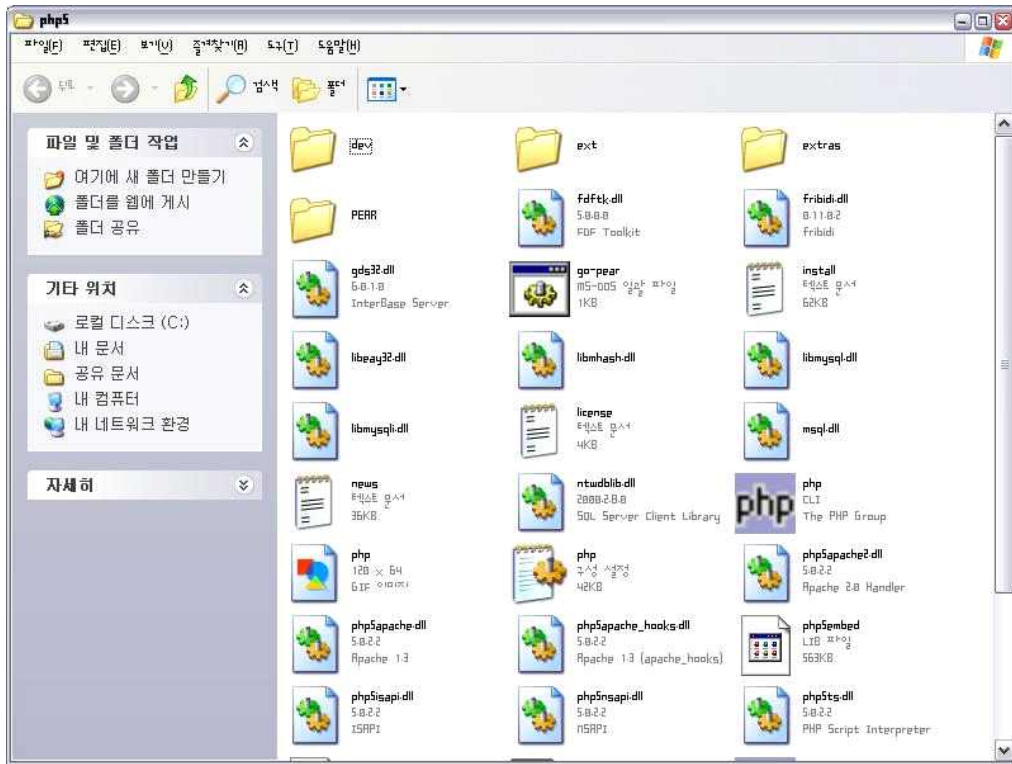 php5
파일(F) 편집(E) 보기(V) 즐겨찾기(A) 도구(T) 도움말(H)
뒤로 검색 폴더
파일 및 폴더 작업
여기에 새 폴더 만들기
폴더를 웹에 게시
폴더 공유
기타 위치
로컬 디스크 (C:)
내 문서
공유 문서
내 컴퓨터
내 네트워크 환경
자세히
dev
ext
extras
PEAR
fdftk.dll
5.0.0.0
FDF Toolkit
fribidi.dll
0.11.0.2
fribidi
gds32.dll
6.0.1.0
InterBase Server
go-pear
MS-DOS 일괄 파일
1KB
install
텍스트 문서
62KB
libeay32.dll
libmhash.dll
libmysql.dll
libmysqli.dll
license
텍스트 문서
4KB
msql.dll
news
텍스트 문서
36KB
ntwdblib.dll
2000.2.8.0
SQL Server Client Library
php
php
CLI
The PHP Group
php
120 x 64
GIF 이미지
php
구성 설정
42KB
php5apache2.dll
5.0.2.2
Apache 2.0 Handler
php5apache.dll
5.0.2.2
Apache 1.3
php5apache_hooks.dll
5.0.2.2
Apache 1.3 (apache_hooks)
php5embed
LIB 파일
563KB
php5isapi.dll
5.0.2.2
ISAPI
php5nsapi.dll
5.0.2.2
NSAPI
php5ts.dll
5.0.2.2
PHP Script Interpreter